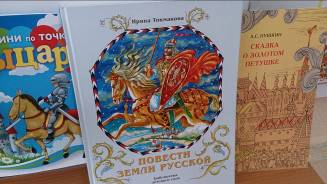 ИНИ по ТОЧК
ЫЦАР
Ирина Токмакова
ПОВЕСТИ
ЗЕМЛИ РУССКОЙ
А.С. ПУШКИН
СКАЗКА
О ЗОЛОТОМ
ПЕТУШКЕ